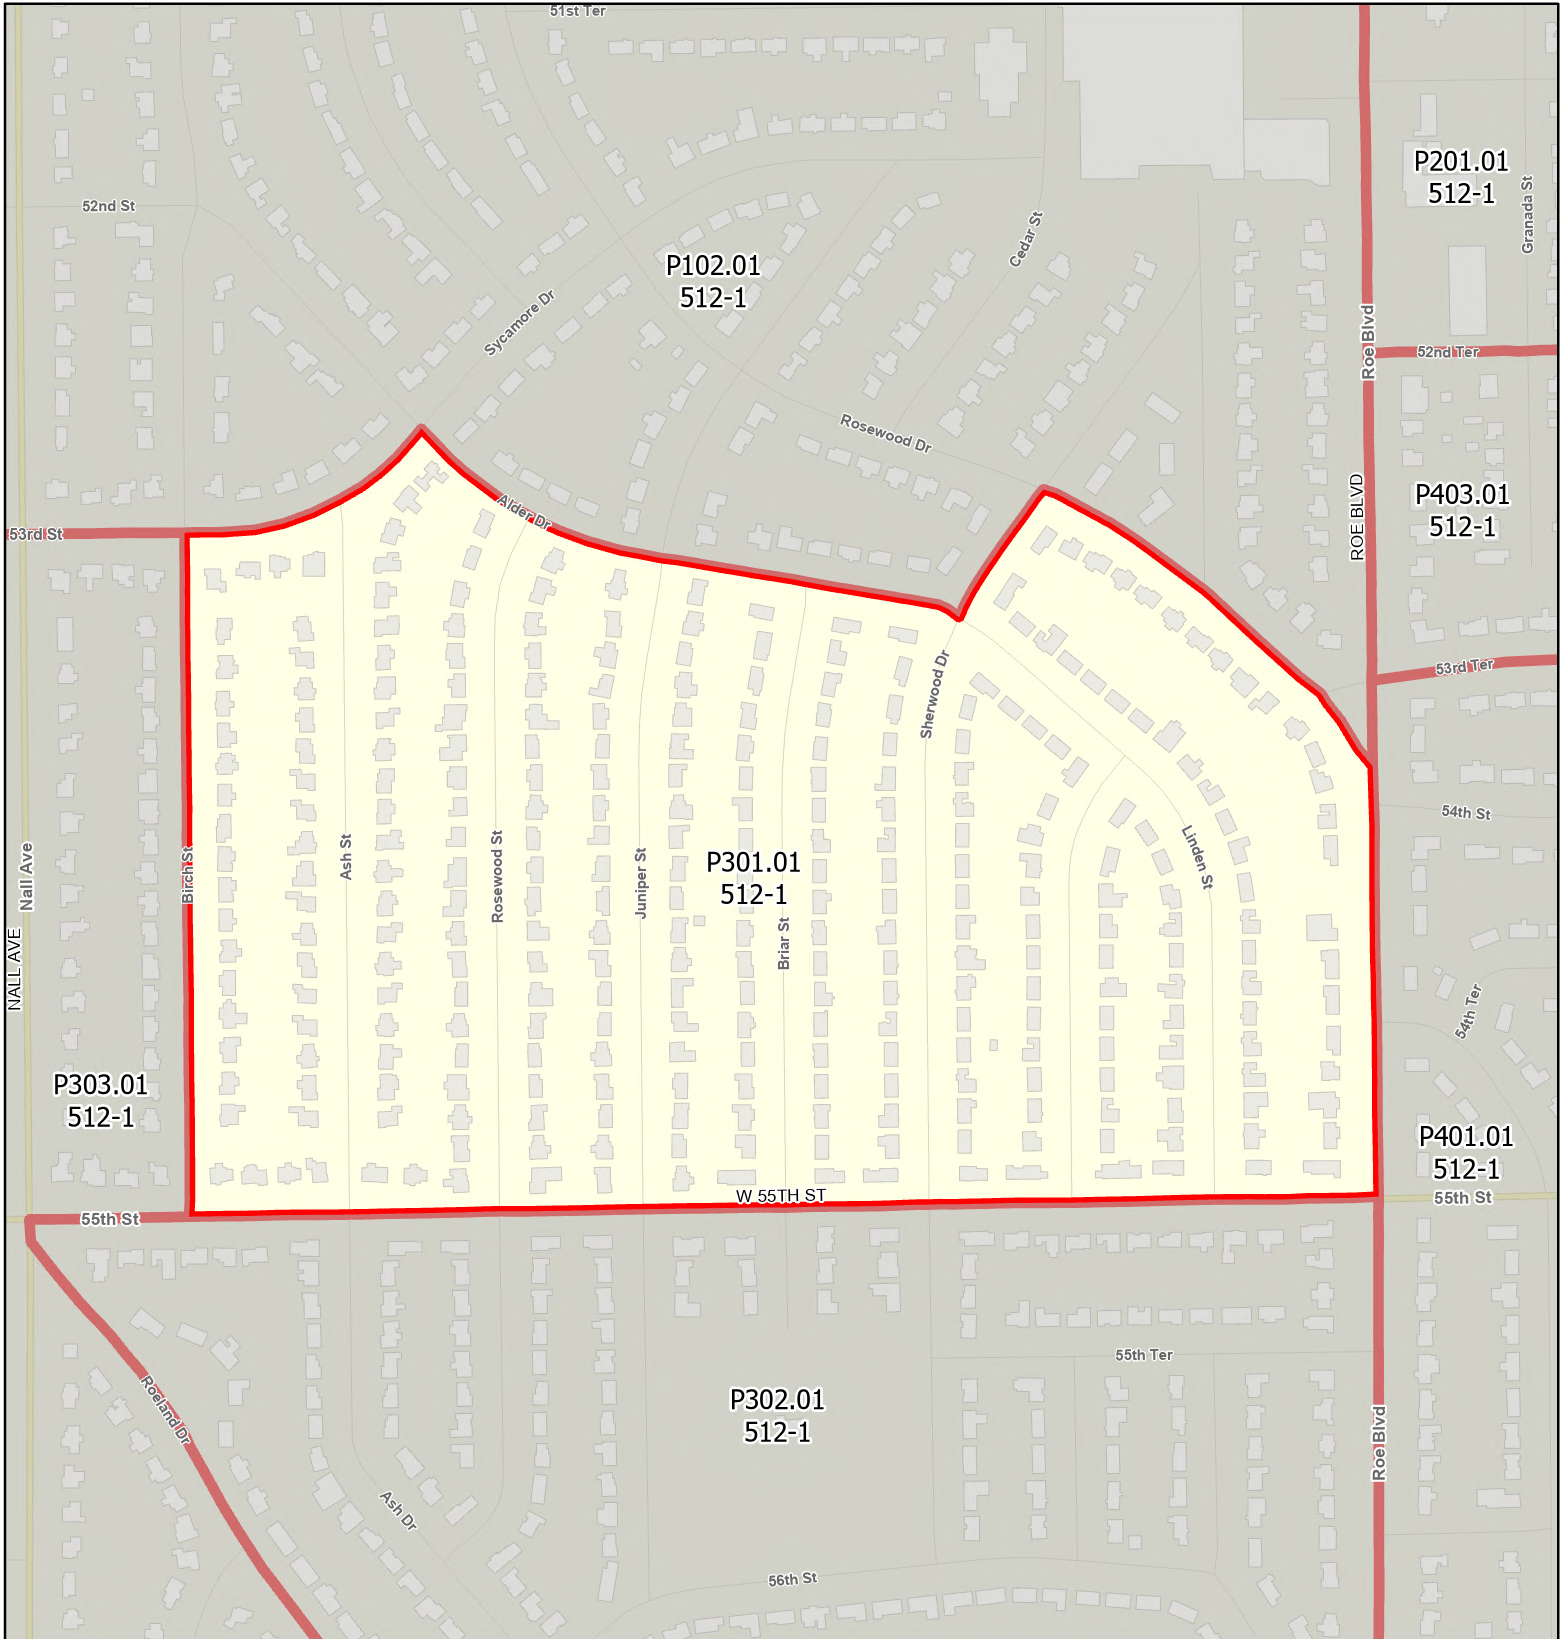 51st Ter
P201.01
512-1
Granada St
52nd St
Cedar St
P102.01
512-1
Sycamore Dr
Roe Blvd
52nd Ter
Rosewood Dr
ROE BLVD
P403.01
512-1
Alder Dr
53rd St
53rd Ter
Sherwood Dr
54th St
Nall Ave
Birch St
Ash St
Rosewood St
Juniper St
P301.01
512-1
Linden St
Briar St
NALL AVE
54th Ter
P303.01
512-1
P401.01
512-1
W 55TH ST
55th St
55th St
55th Ter
Roeland Dr
P302.01
512-1
Roe Blvd
Ash Dr
56th St